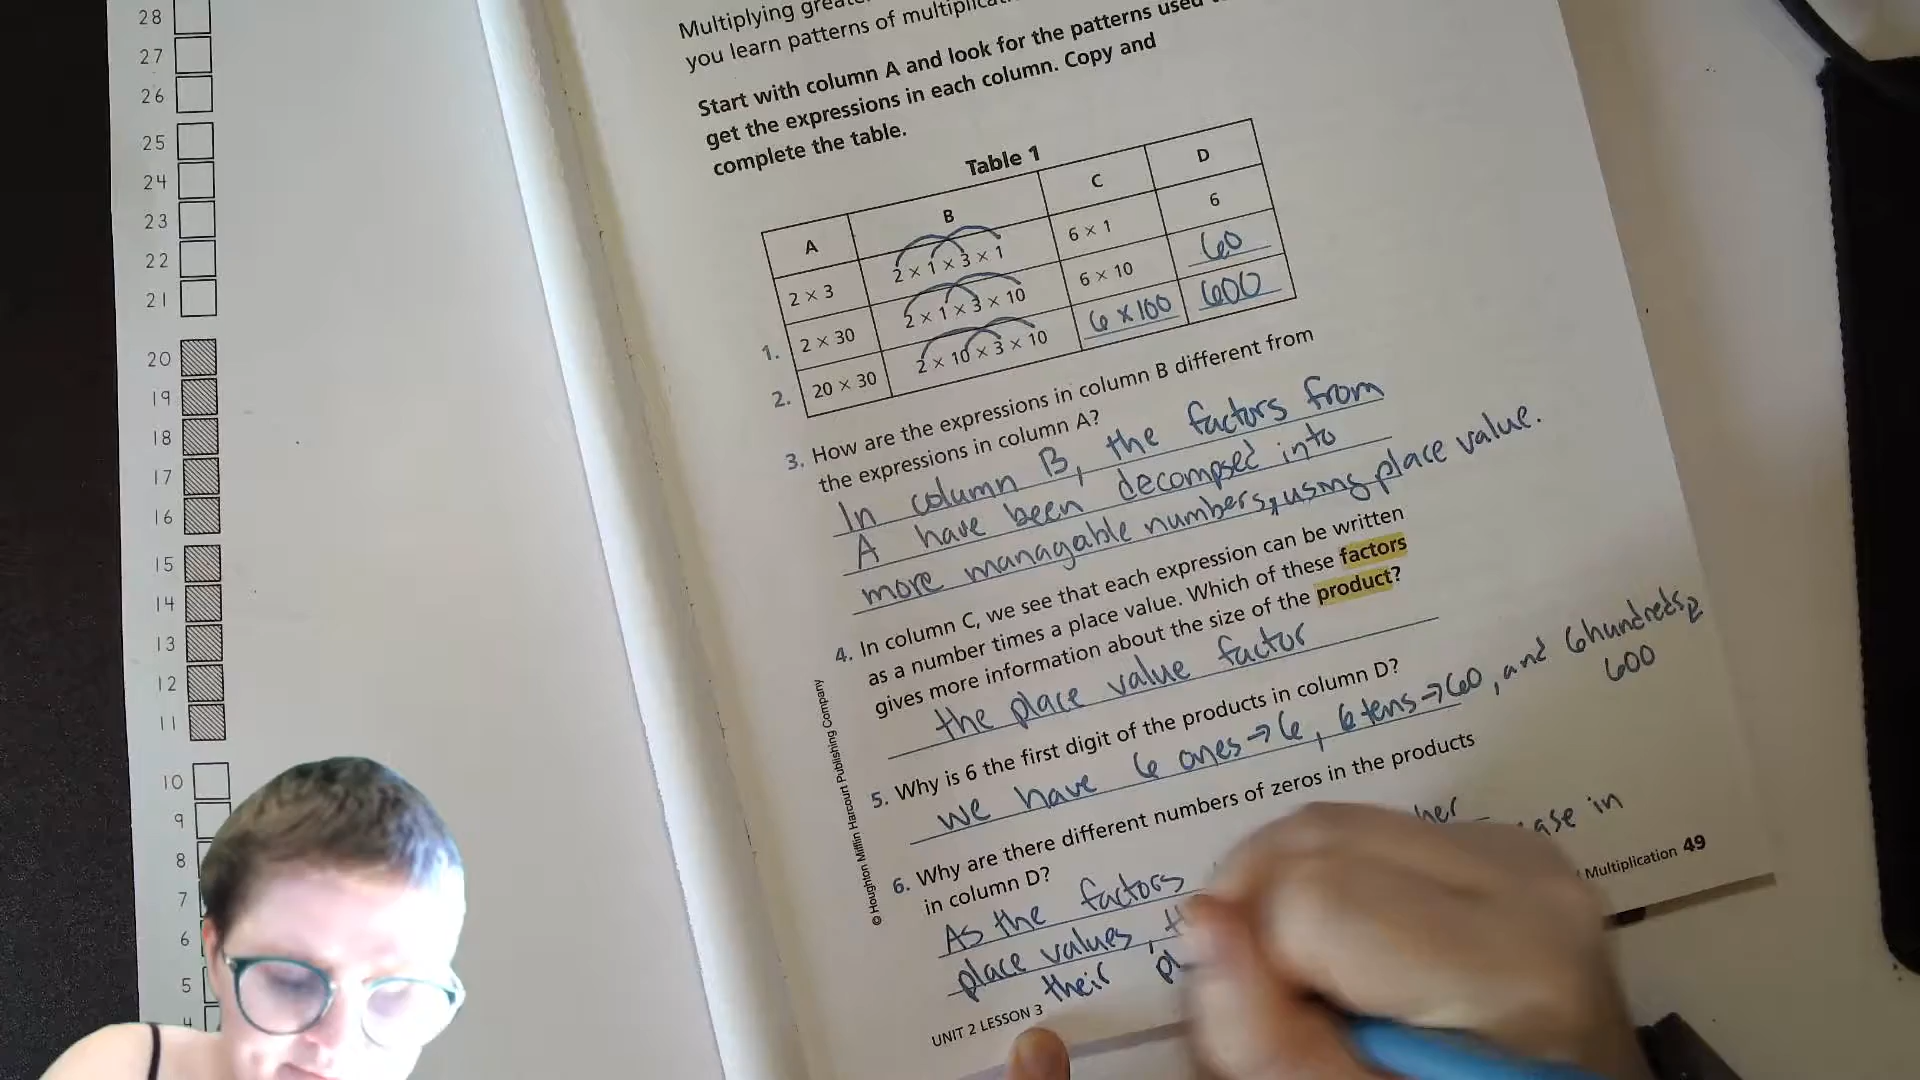 28
27
26
25
24
23
22
21
20
19
18
17
16
15
14
13
12
11
10
9
8
7
6
5
4
Multiplying
you learn patterns of
Start with column A and look for the patterns used
get the expressions in each column. Copy and
complete the table.
Table 1
A B C D
2 × 3 2 × 1 × 3 × 1 6 × 1 6
1. 2 × 30 2 × 1 × 3 × 10 6 × 10 60
2. 20 × 30 2 × 10 × 3 × 10 6 × 100 600
3. How are the expressions in column B different from
the expressions in column A?
In column B, the factors from
A have been decompsed into
more managable numbers, using place value.
4. In column C, we see that each expression can be written
as a number times a place value. Which of these factors
gives more information about the size of the product?
the place value factor
5. Why is 6 the first digit of the products in column D?
we have 6 ones → 6, 6 tens → 60, and 6 hundreds,
600
6. Why are there different numbers of zeros in the products
in column D?
As the factors
place values,
their
in
© Houghton Mifflin Harcourt Publishing Company
UNIT 2 LESSON 3
Multiplication 49